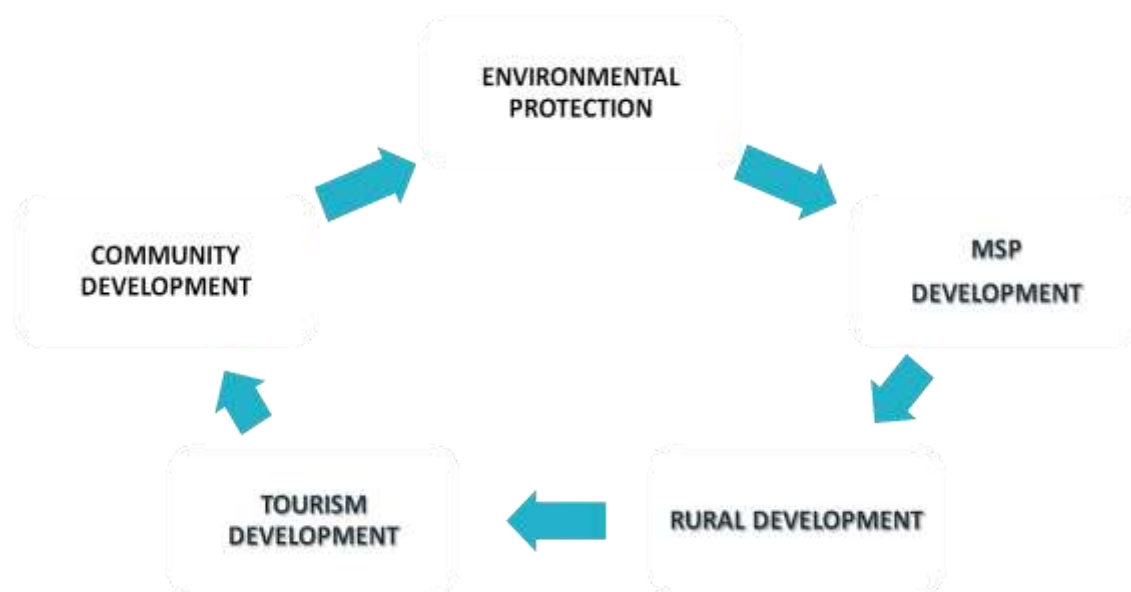 ENVIRONMENTAL
PROTECTION
MSP
DEVELOPMENT
RURAL DEVELOPMENT
TOURISM
DEVELOPMENT
COMMUNITY
DEVELOPMENT